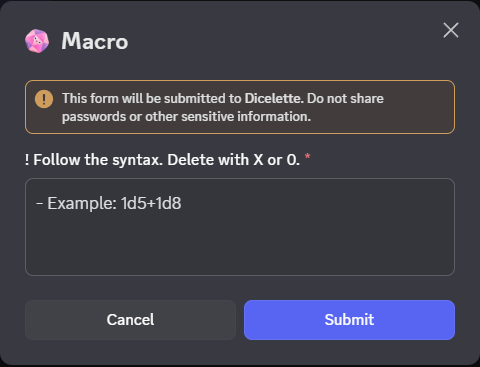 Macro
!
This form will be submitted to Dicelette. Do not share
passwords or other sensitive information.
! Follow the syntax. Delete with X or 0. *
- Example: 1d5+1d8
Cancel
Submit